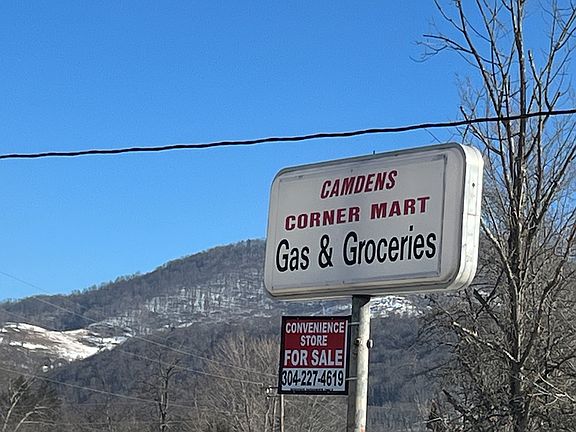 CAMDENS
CORNER MART
Gas & Groceries
CONVENIENCE
STORE
FOR SALE
304-227-4619